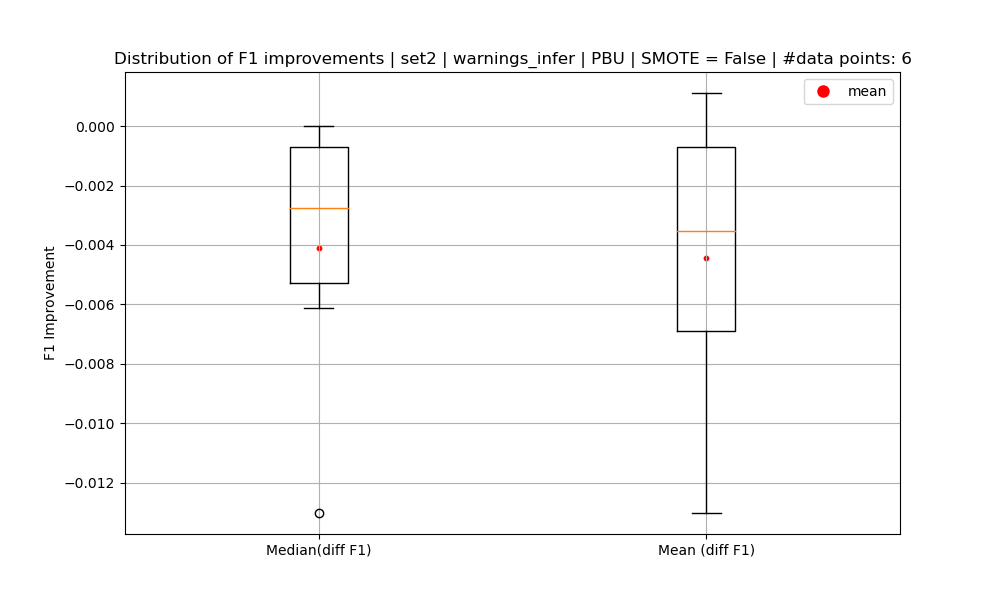 Distribution of F1 improvements | set2 | warnings_infer | PBU | SMOTE = False | #data points: 6
mean
0.000
−0.002
−0.004
−0.006
−0.008
−0.010
−0.012
F1 Improvement
Median(diff F1)
Mean (diff F1)